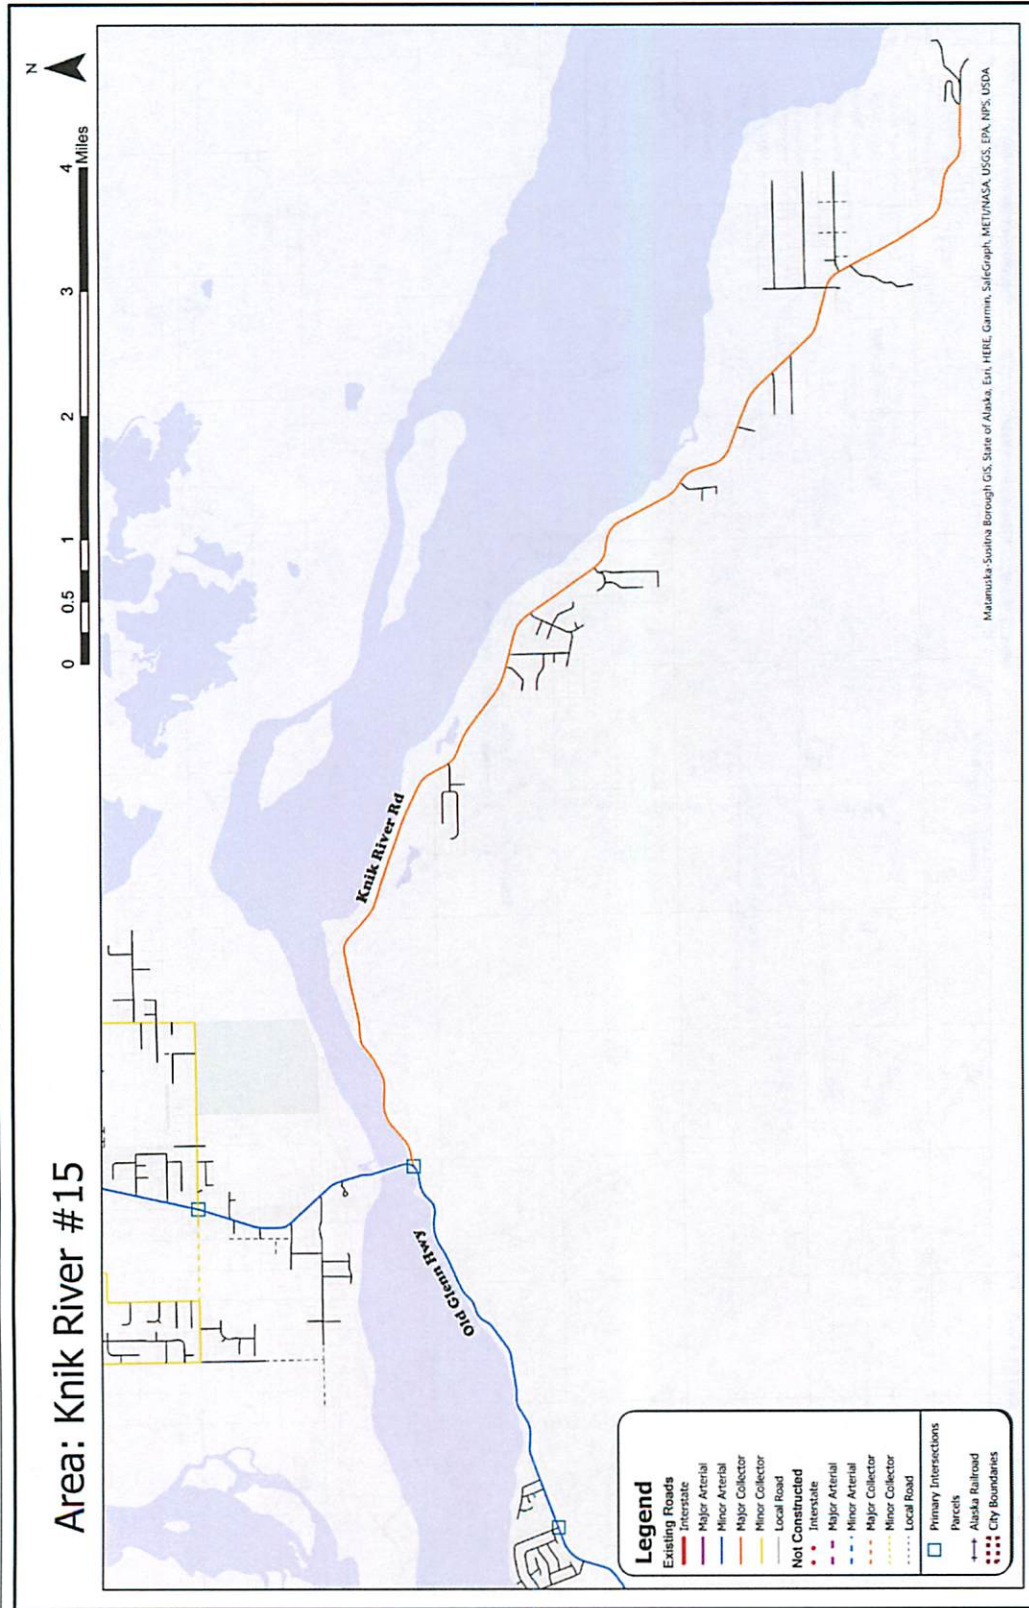 Area: Knik River #15
0 0.5 1 2 3 4
Miles
N
Knik River Rd
Old Glenn Hwy
Legend
Existing Roads
Interstate
Major Arterial
Minor Arterial
Major Collector
Minor Collector
Local Road
Not Constructed
Interstate
Major Arterial
Minor Arterial
Major Collector
Minor Collector
Local Road
Primary Intersections
Parcels
Alaska Railroad
City Boundaries
Matanuska-Susitna Borough GIS, State of Alaska, Esri, HERE, Garmin, SafeGraph, METI/NASA, USGS, EPA, NPS, USDA